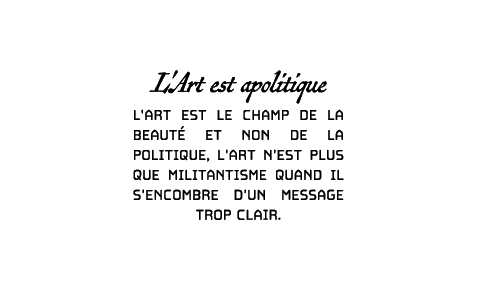 L'Art est apolitique
L'ART EST LE CHAMP DE LA
BEAUTÉ ET NON DE LA
POLITIQUE, L'ART N'EST PLUS
QUE MILITANTISME QUAND IL
S'ENCOMBRE D'UN MESSAGE
TROP CLAIR.